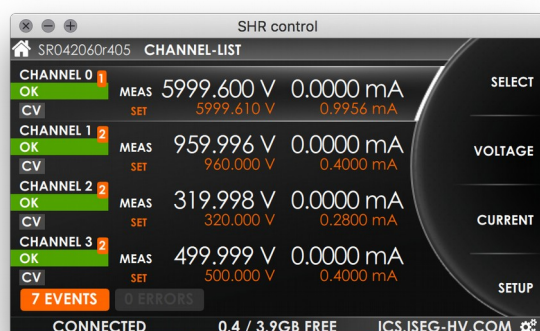 SHR control
SR042060r405 CHANNEL-LIST
CHANNEL 0 1
OK
CV
MEAS 5999.600 V 0.0000 mA
SET 5999.610 V 0.9956 mA
CHANNEL 1 2
OK
CV
MEAS 959.996 V 0.0000 mA
SET 960.000 V 0.4000 mA
CHANNEL 2 2
OK
CV
MEAS 319.998 V 0.0000 mA
SET 320.000 V 0.2800 mA
CHANNEL 3 2
OK
CV
MEAS 499.999 V 0.0000 mA
SET 500.000 V 0.4000 mA
SELECT
VOLTAGE
CURRENT
SETUP
7 EVENTS 0 ERRORS
CONNECTED 0.4 / 3.9GB FREE ICS.ISEG-HV.COM